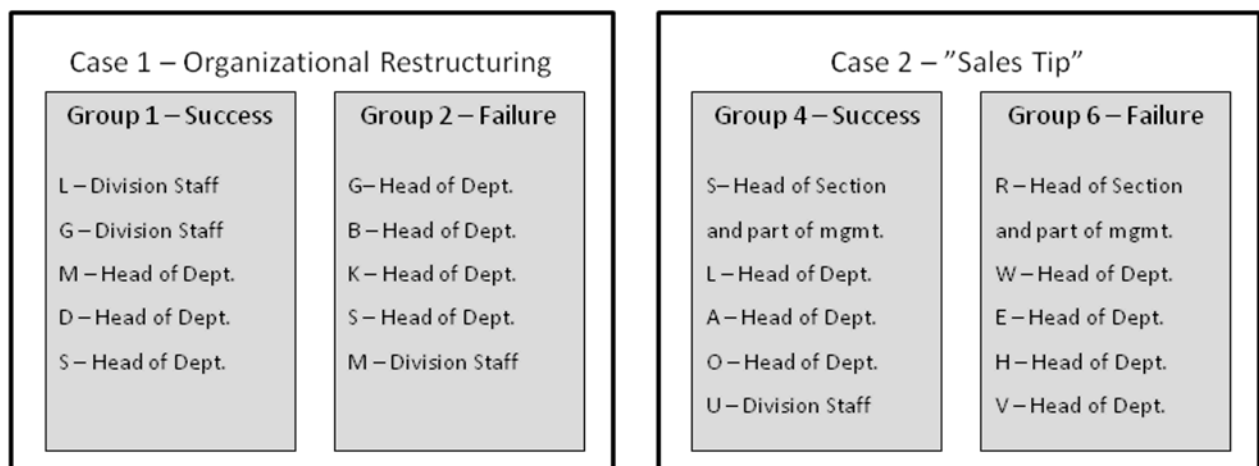 Case 1 – Organizational Restructuring
Group 1 – Success
L – Division Staff
G – Division Staff
M – Head of Dept.
D – Head of Dept.
S – Head of Dept.
Group 2 – Failure
G– Head of Dept.
B – Head of Dept.
K – Head of Dept.
S – Head of Dept.
M – Division Staff
Case 2 – ”Sales Tip”
Group 4 – Success
S– Head of Section
and part of mgmt.
L – Head of Dept.
A – Head of Dept.
O – Head of Dept.
U – Division Staff
Group 6 – Failure
R – Head of Section
and part of mgmt.
W – Head of Dept.
E – Head of Dept.
H – Head of Dept.
V – Head of Dept.